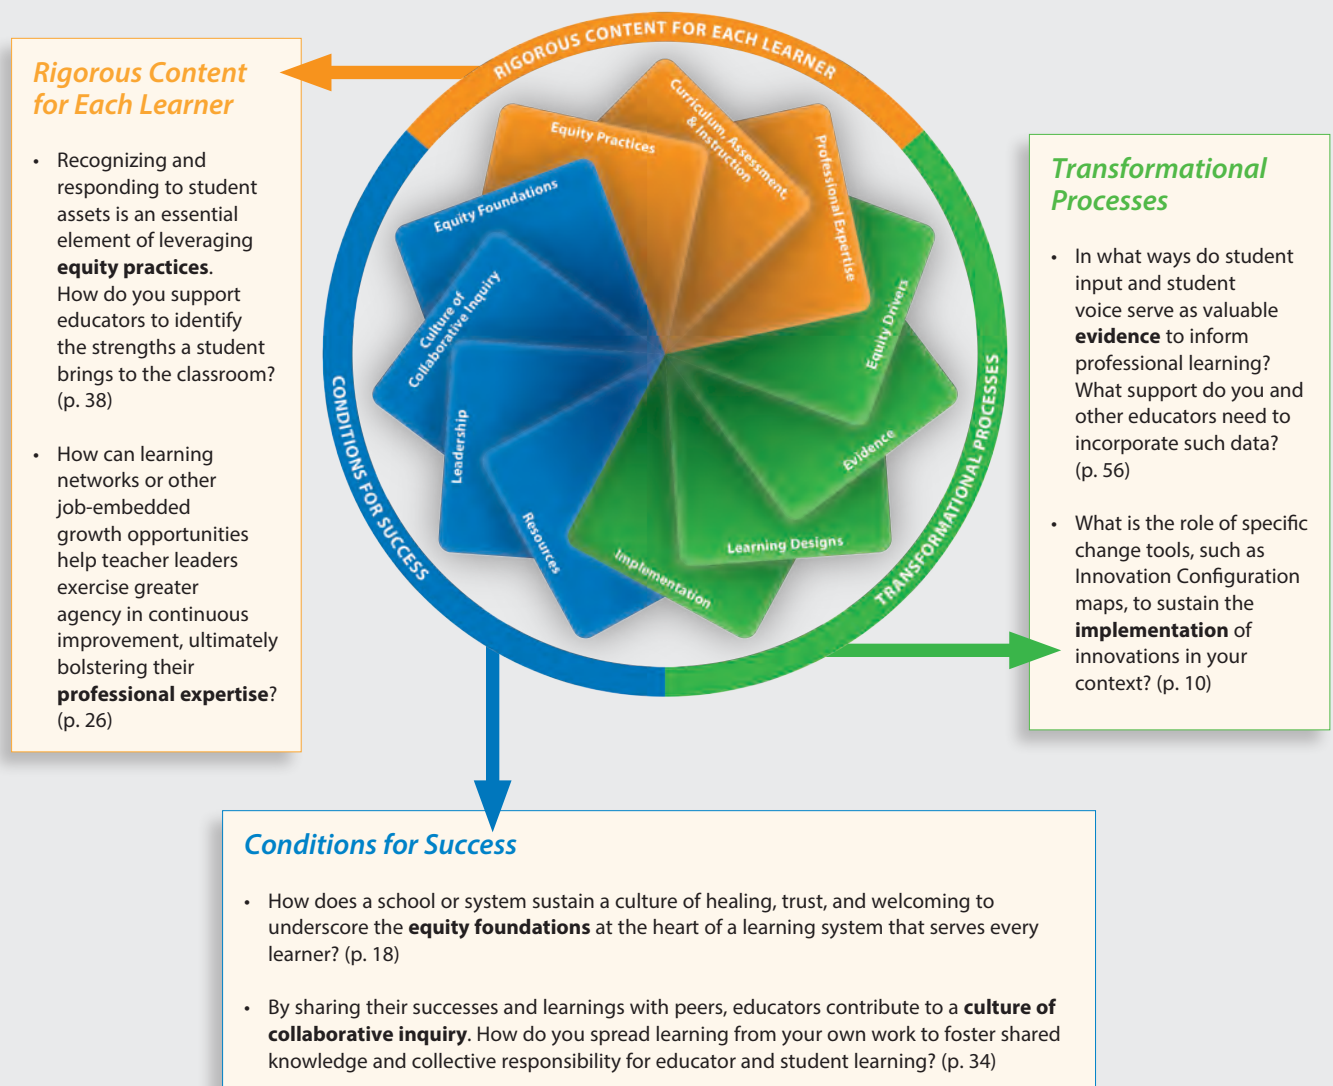 RIGOROUS CONTENT FOR EACH LEARNER
Equity Practices
Curriculum, Assessment,
& Instruction
Professional Expertise
Equity Foundations
Culture of
Collaborative Inquiry
Leadership
Resources
CONDITIONS FOR SUCCESS
Equity Drivers
Evidence
Learning Designs
Implementation
TRANSFORMATIONAL PROCESSES
Rigorous Content
for Each Learner
• Recognizing and
responding to student
assets is an essential
element of leveraging
equity practices.
How do you support
educators to identify
the strengths a student
brings to the classroom?
(p. 38)
• How can learning
networks or other
job-embedded
growth opportunities
help teacher leaders
exercise greater
agency in continuous
improvement, ultimately
bolstering their
professional expertise?
(p. 26)
Transformational
Processes
• In what ways do student
input and student
voice serve as valuable
evidence to inform
professional learning?
What support do you and
other educators need to
incorporate such data?
(p. 56)
• What is the role of specific
change tools, such as
Innovation Configuration
maps, to sustain the
implementation of
innovations in your
context? (p. 10)
Conditions for Success
• How does a school or system sustain a culture of healing, trust, and welcoming to
underscore the equity foundations at the heart of a learning system that serves every
learner? (p. 18)
• By sharing their successes and learnings with peers, educators contribute to a culture of
collaborative inquiry. How do you spread learning from your own work to foster shared
knowledge and collective responsibility for educator and student learning? (p. 34)